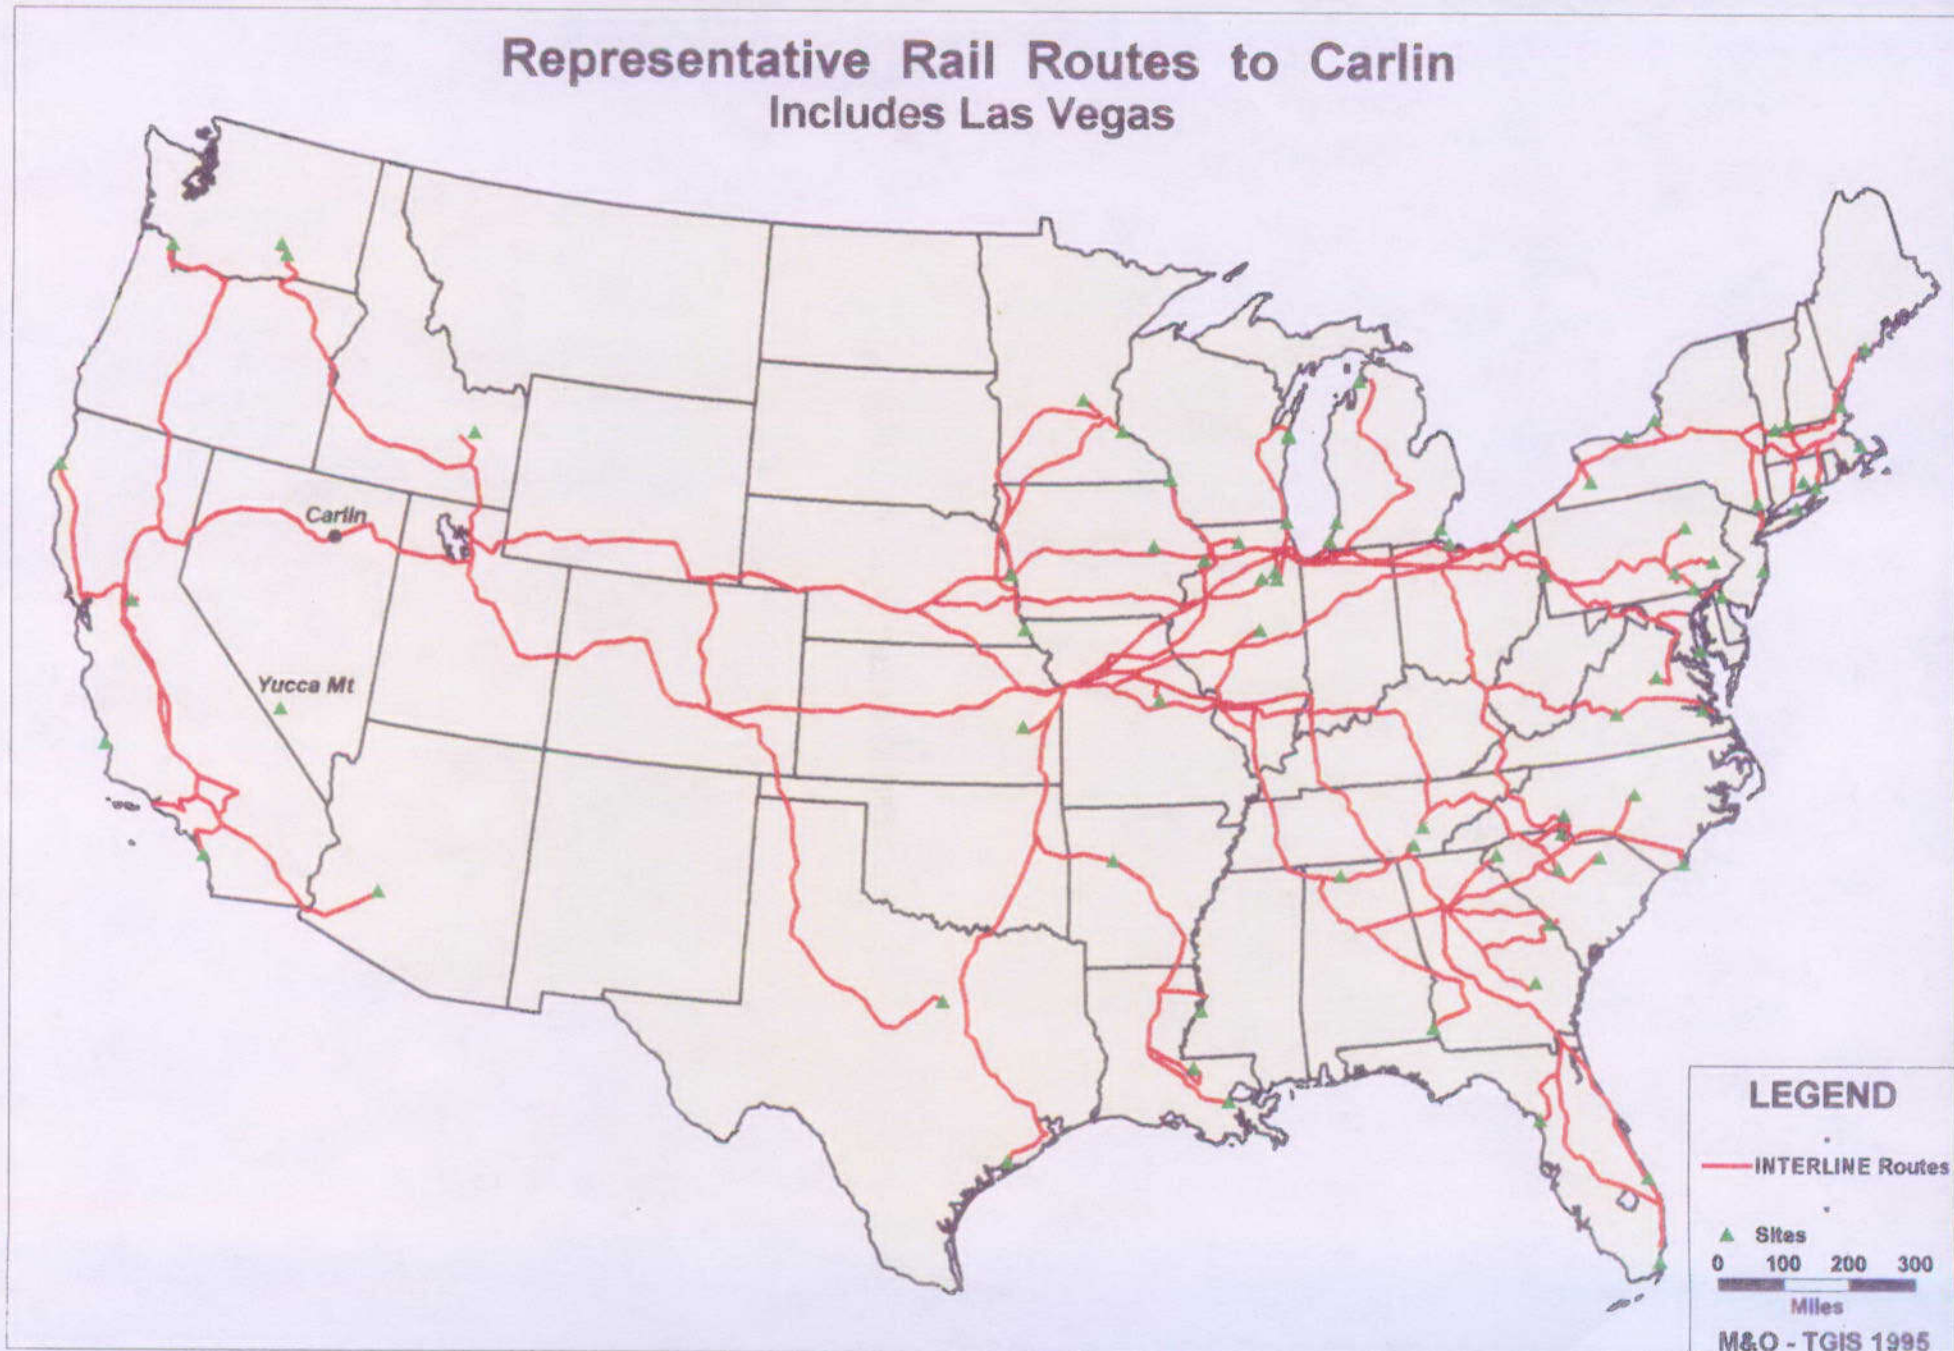 Representative Rail Routes to Carlin
Includes Las Vegas
Carlin
Yucca Mt
LEGEND
INTERLINE Routes
Sites
0 100 200 300
Miles
M&O - TGIS 1995